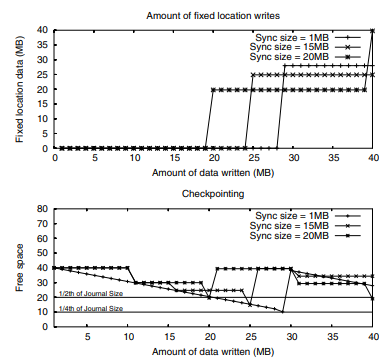 Amount of fixed location writes
Fixed location data (MB)
40
35
30
25
20
15
10
5
0
Sync size = 1MB
Sync size = 15MB
Sync size = 20MB
0 5 10 15 20 25 30 35 40
Amount of data written (MB)
Checkpointing
Free space
80
70
60
50
40
30
20
10
0
Sync size = 1MB
Sync size = 15MB
Sync size = 20MB
1/2th of Journal Size
1/4th of Journal Size
5 10 15 20 25 30 35 40
Amount of data written (MB)